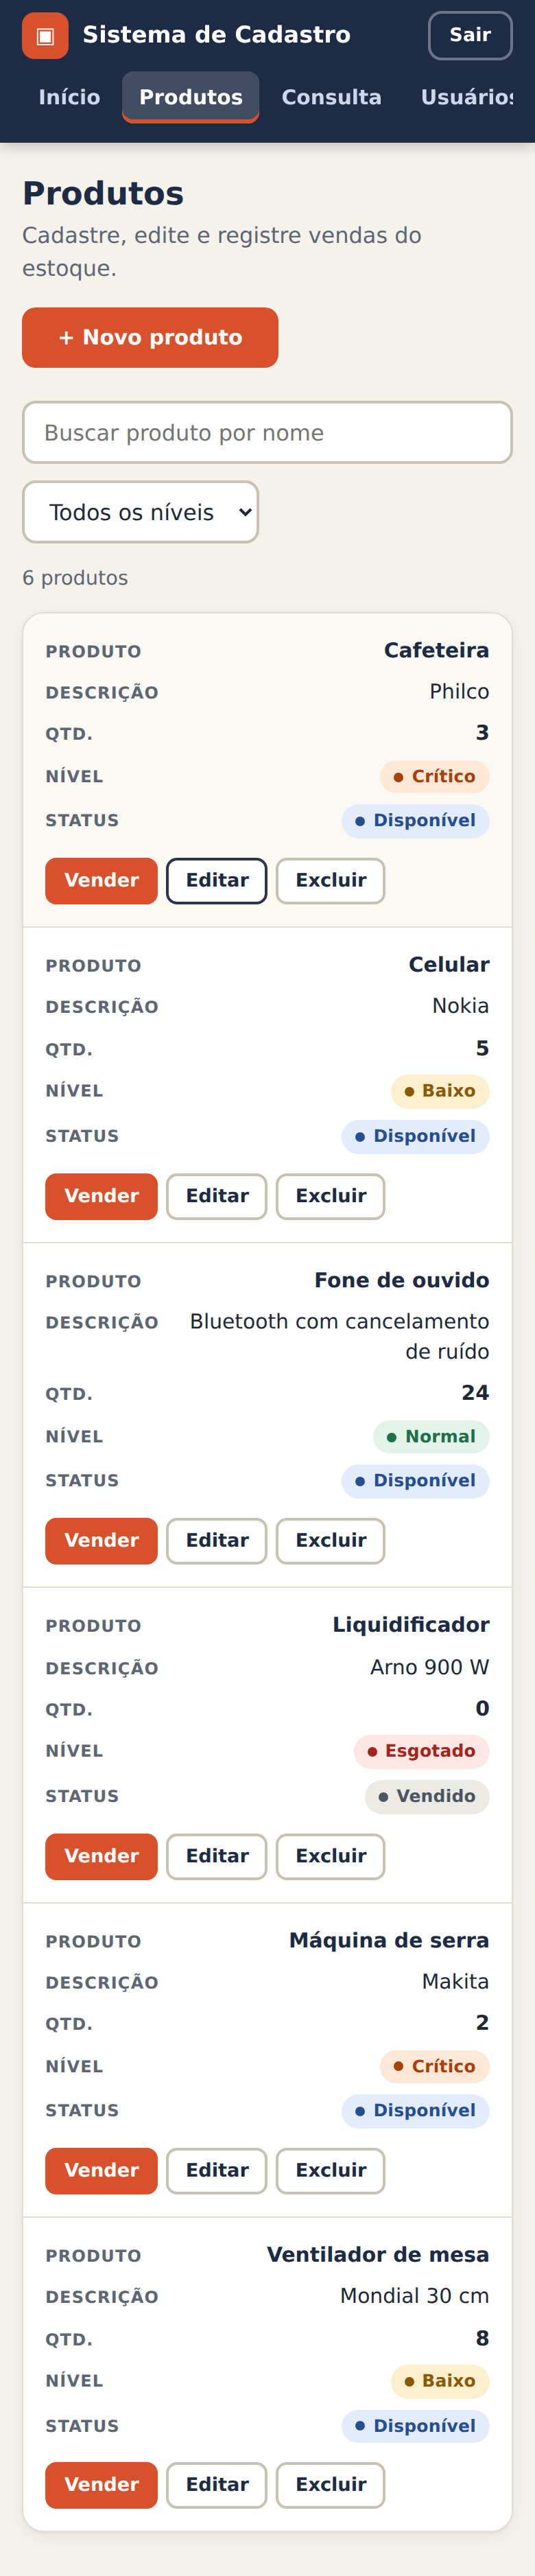 Sistema de Cadastro
Sair
Início Produtos Consulta Usuários
Produtos
Cadastre, edite e registre vendas do
estoque.
+ Novo produto
Buscar produto por nome
Todos os níveis
6 produtos
PRODUTO Cafeteira
DESCRIÇÃO Philco
QTD. 3
NÍVEL Crítico
STATUS Disponível
Vender Editar Excluir
PRODUTO Celular
DESCRIÇÃO Nokia
QTD. 5
NÍVEL Baixo
STATUS Disponível
Vender Editar Excluir
PRODUTO Fone de ouvido
DESCRIÇÃO Bluetooth com cancelamento
de ruído
QTD. 24
NÍVEL Normal
STATUS Disponível
Vender Editar Excluir
PRODUTO Liquidificador
DESCRIÇÃO Arno 900 W
QTD. 0
NÍVEL Esgotado
STATUS Vendido
Vender Editar Excluir
PRODUTO Máquina de serra
DESCRIÇÃO Makita
QTD. 2
NÍVEL Crítico
STATUS Disponível
Vender Editar Excluir
PRODUTO Ventilador de mesa
DESCRIÇÃO Mondial 30 cm
QTD. 8
NÍVEL Baixo
STATUS Disponível
Vender Editar Excluir